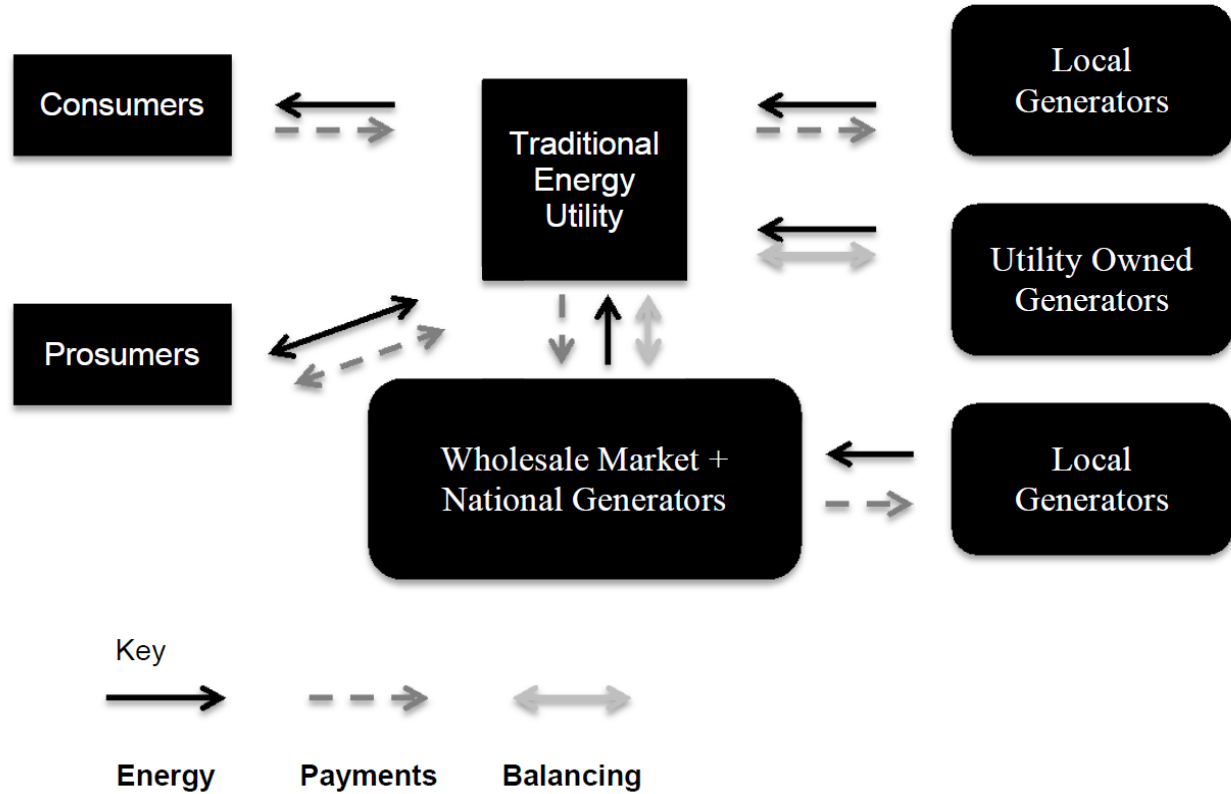 Consumers
Traditional
Energy
Utility
Local
Generators
Utility Owned
Generators
Prosumers
Wholesale Market +
National Generators
Local
Generators
Key
Energy
Payments
Balancing